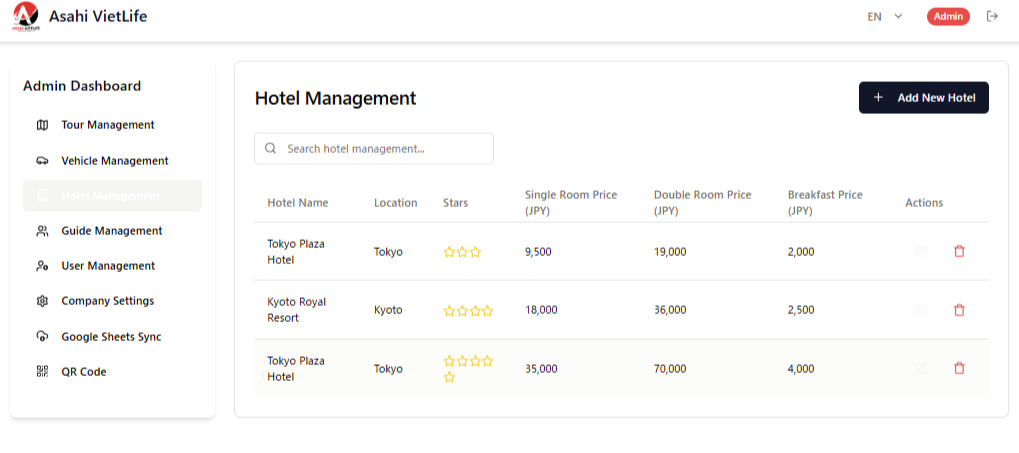 Asahi VietLife
EN
Admin
Admin Dashboard
Tour Management
Vehicle Management
Hotel Management
Guide Management
User Management
Company Settings
Google Sheets Sync
QR Code
Hotel Management
+ Add New Hotel
Search hotel management...
Hotel Name Location Stars Single Room Price (JPY) Double Room Price (JPY) Breakfast Price (JPY) Actions
Tokyo Plaza Hotel Tokyo 9,500 19,000 2,000
Kyoto Royal Resort Kyoto 18,000 36,000 2,500
Tokyo Plaza Hotel Tokyo 35,000 70,000 4,000